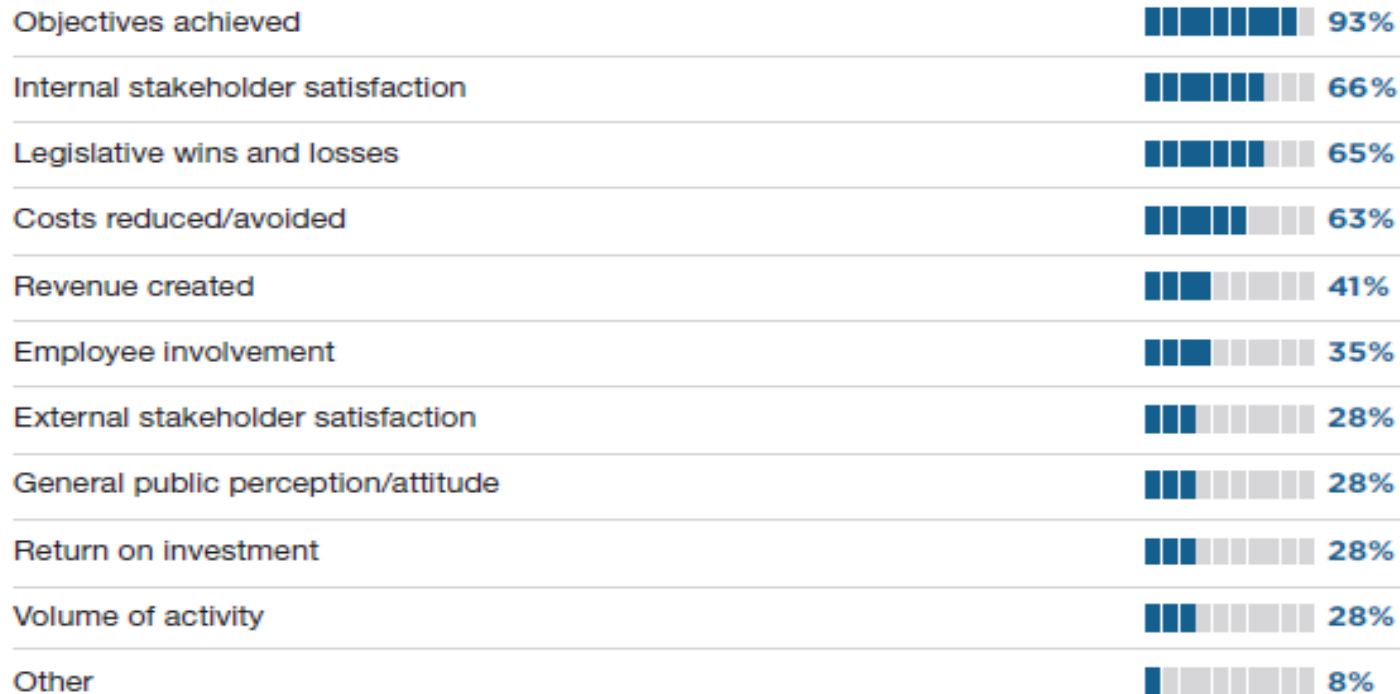 Objectives achieved 93%
Internal stakeholder satisfaction 66%
Legislative wins and losses 65%
Costs reduced/avoided 63%
Revenue created 41%
Employee involvement 35%
External stakeholder satisfaction 28%
General public perception/attitude 28%
Return on investment 28%
Volume of activity 28%
Other 8%